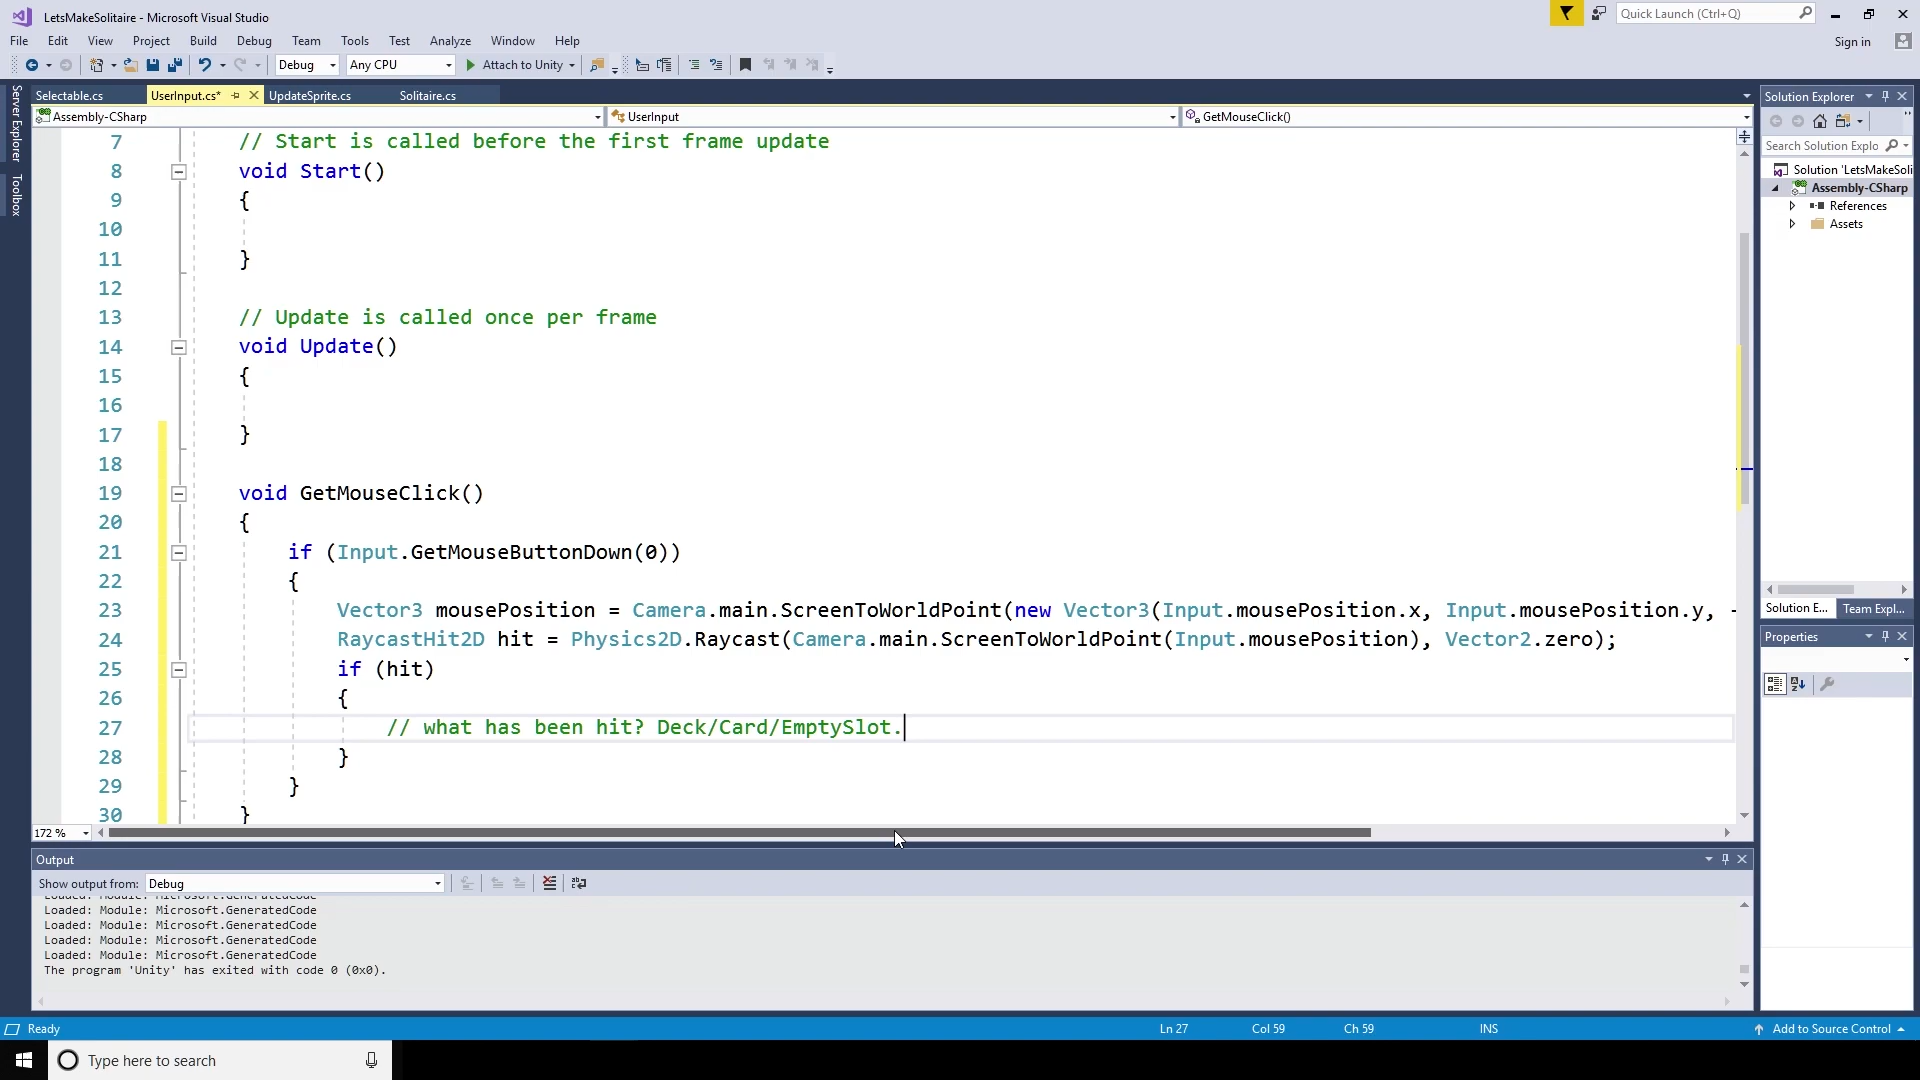 LetsMakeSolitaire - Microsoft Visual Studio
Quick Launch (Ctrl+Q)
File Edit View Project Build Debug Team Tools Test Analyze Window Help
Sign in
Debug Any CPU Attach to Unity
Server Explorer
Toolbox
Selectable.cs UserInput.cs* UpdateSprite.cs Solitaire.cs
Assembly-CSharp UserInput GetMouseClick()
7 // Start is called before the first frame update
8 void Start()
9 {
10
11 }
12
13 // Update is called once per frame
14 void Update()
15 {
16
17 }
18
19 void GetMouseClick()
20 {
21 if (Input.GetMouseButtonDown(0))
22 {
23 Vector3 mousePosition = Camera.main.ScreenToWorldPoint(new Vector3(Input.mousePosition.x, Input.mousePosition.y, -
24 RaycastHit2D hit = Physics2D.Raycast(Camera.main.ScreenToWorldPoint(Input.mousePosition), Vector2.zero);
25 if (hit)
26 {
27 // what has been hit? Deck/Card/EmptySlot.
28 }
29 }
30 }
172 %
Solution Explorer
Search Solution Explo
Solution 'LetsMakeSoli
Assembly-CSharp
References
Assets
Solution E... Team Expl...
Properties
Output
Show output from: Debug
Loaded: Module: Microsoft.GeneratedCode
Loaded: Module: Microsoft.GeneratedCode
Loaded: Module: Microsoft.GeneratedCode
Loaded: Module: Microsoft.GeneratedCode
Loaded: Module: Microsoft.GeneratedCode
The program 'Unity' has exited with code 0 (0x0).
Ready Ln 27 Col 59 Ch 59 INS Add to Source Control
Type here to search